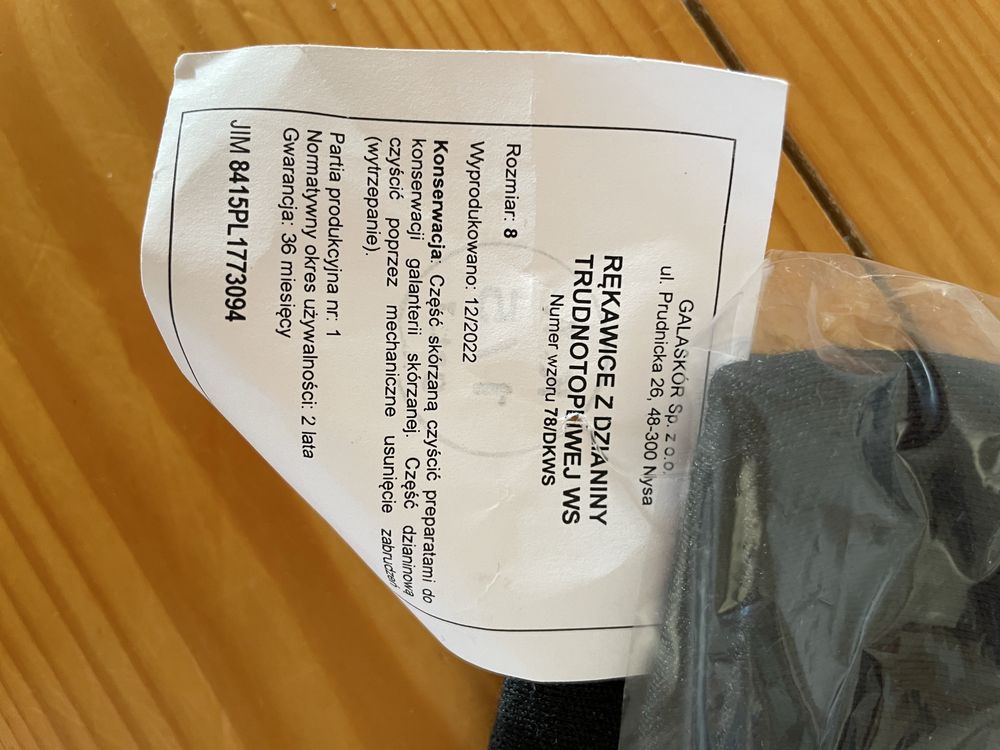 GALASKÓR Sp. z o.o.
ul. Prudnicka 26, 48-300 Nysa
RĘKAWICE Z DZIANINY
TRUDNOTOPLIWEJ WS
Numer wzoru 78/DKWS
Rozmiar: 8
Wyprodukowano: 12/2022
Konserwacja: Część skórzaną czyścić preparatami do
konserwacji galanterii skórzanej. Część dzianinową
czyścić poprzez mechaniczne usunięcie zabrudzeń
(wytrzepanie).
Partia produkcyjna nr: 1
Normatywny okres używalności: 2 lata
Gwarancja: 36 miesięcy
JIM 8415PL1773094